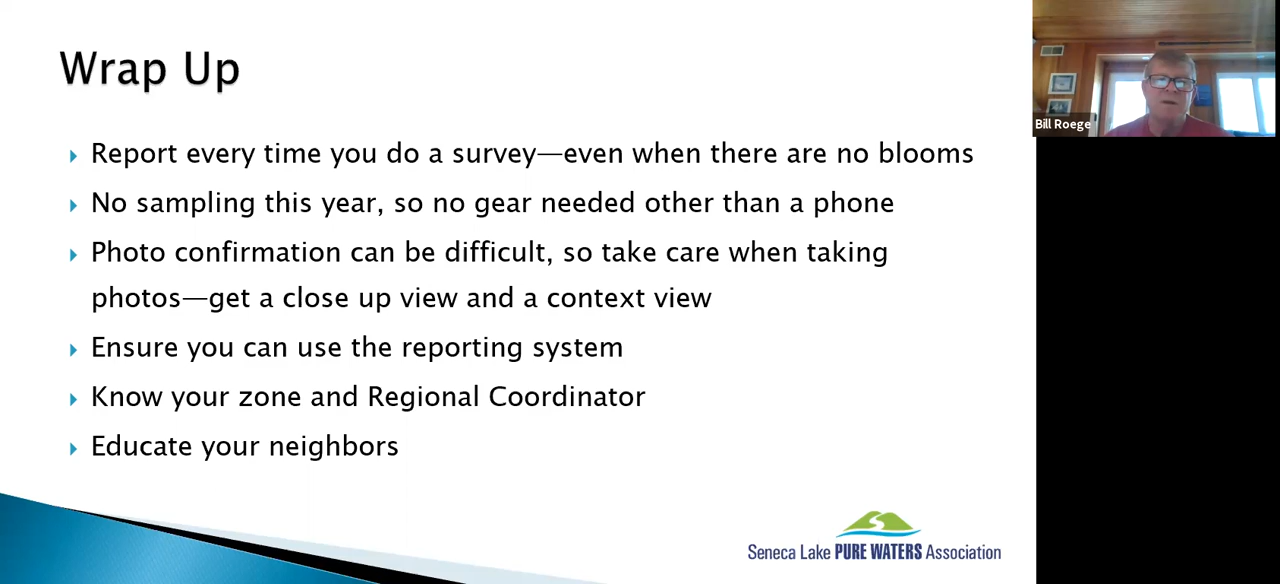 Wrap Up
Report every time you do a survey—even when there are no blooms
No sampling this year, so no gear needed other than a phone
Photo confirmation can be difficult, so take care when taking
photos—get a close up view and a context view
Ensure you can use the reporting system
Know your zone and Regional Coordinator
Educate your neighbors
Seneca Lake PURE WATERS Association
Bill Roege